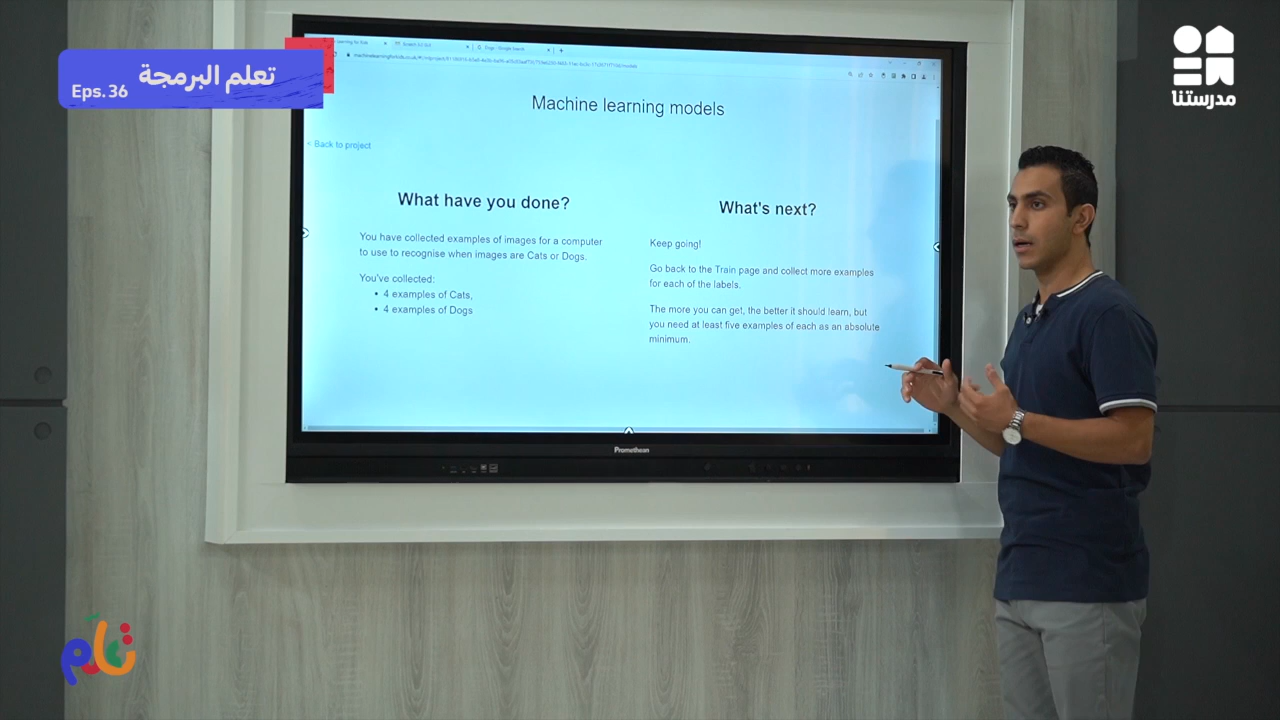 تعلم البرمجة
Eps. 36
مدرستنا
Machine learning models
< Back to project
What have you done?
You have collected examples of images for a computer
to use to recognise when images are Cats or Dogs.
You've collected:
• 4 examples of Cats,
• 4 examples of Dogs
What's next?
Keep going!
Go back to the Train page and collect more examples
for each of the labels.
The more you can get, the better it should learn, but
you need at least five examples of each as an absolute
minimum.
Promethean